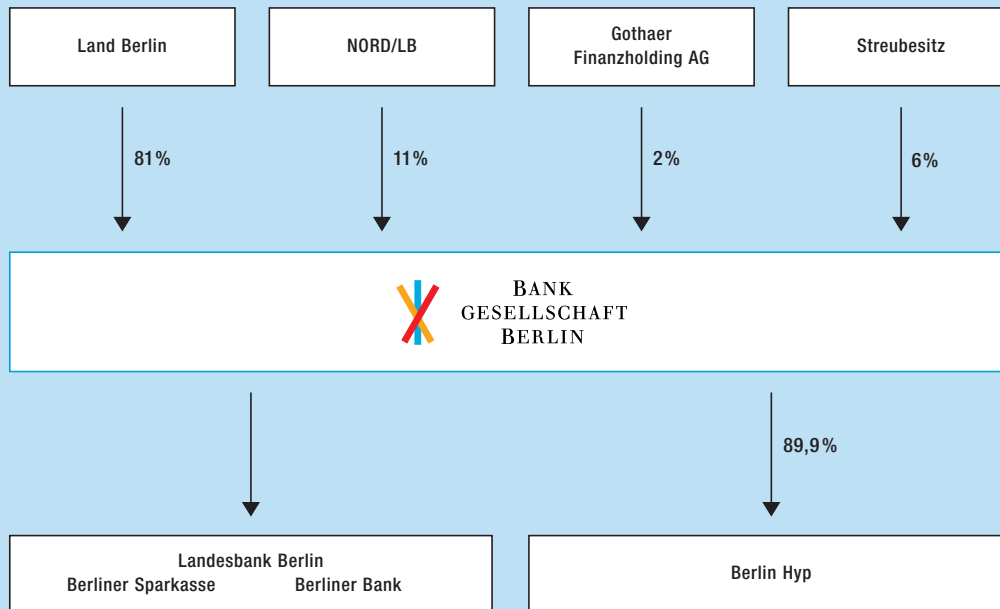 Land Berlin
NORD/LB
Gothaer
Finanzholding AG
Streubesitz
81%
11%
2%
6%
BANK
GESELLSCHAFT
BERLIN
89,9%
Landesbank Berlin
Berliner Sparkasse Berliner Bank
Berlin Hyp